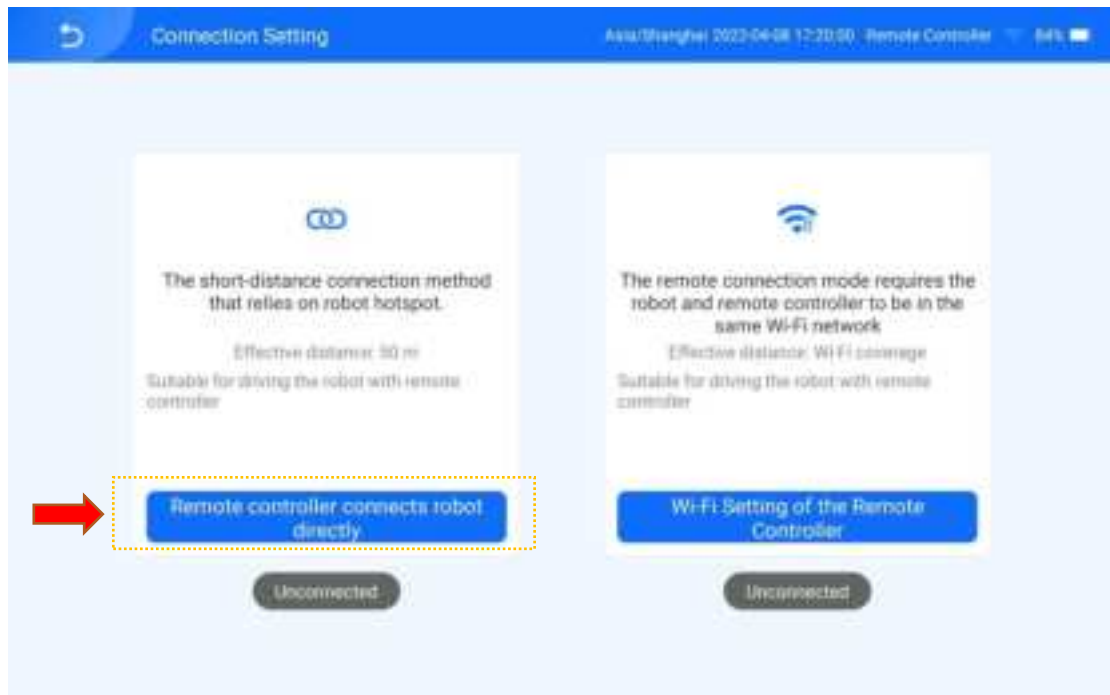 Connection Setting
Asia/Shanghai 2022-04-08 17:20:00 Remote Controller 84%
The short-distance connection method
that relies on robot hotspot.
Effective distance: 50 m
Suitable for driving the robot with remote
controller
Remote controller connects robot
directly
Unconnected
The remote connection mode requires the
robot and remote controller to be in the
same Wi-Fi network
Effective distance: Wi-Fi coverage
Suitable for driving the robot with remote
controller
Wi-Fi Setting of the Remote
Controller
Unconnected